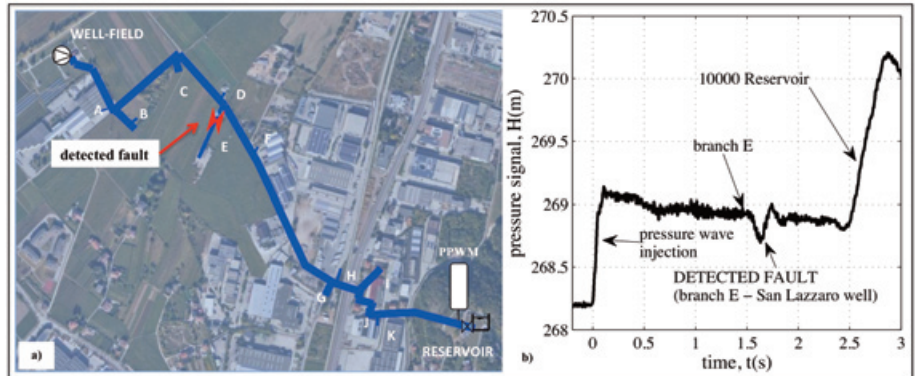 WELL-FIELD
A
B
C
D
E
F
detected fault
PPWM
G
H
I
J
K
RESERVOIR
a)
pressure signal, H(m)
270.5
270
269.5
269
268.5
268
10000 Reservoir
branch E
pressure wave
injection
DETECTED FAULT
(branch E – San Lazzaro well)
0
0.5
1
1.5
2
2.5
3
time, t(s)
b)